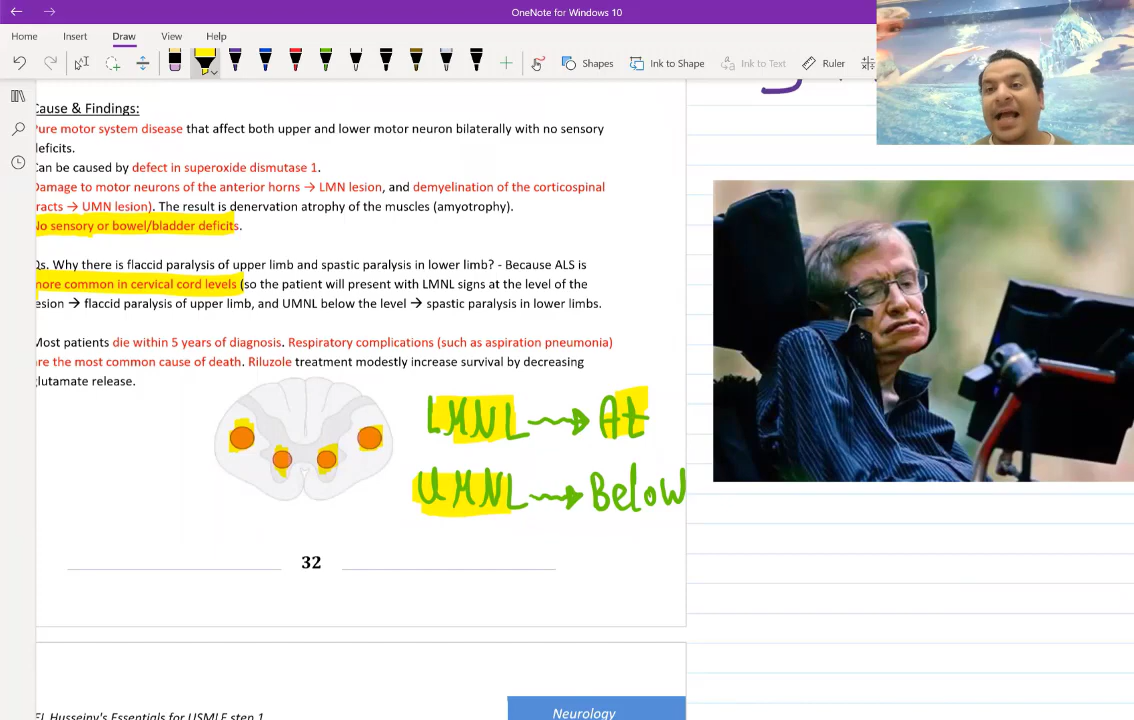 OneNote for Windows 10
Home Insert Draw View Help
Shapes Ink to Shape Ink to Text Ruler
Cause & Findings:
Pure motor system disease that affect both upper and lower motor neuron bilaterally with no sensory
deficits.
Can be caused by defect in superoxide dismutase 1.
Damage to motor neurons of the anterior horns → LMN lesion, and demyelination of the corticospinal
racts → UMN lesion). The result is denervation atrophy of the muscles (amyotrophy).
No sensory or bowel/bladder deficits.
Qs. Why there is flaccid paralysis of upper limb and spastic paralysis in lower limb? - Because ALS is
more common in cervical cord levels (so the patient will present with LMNL signs at the level of the
esion → flaccid paralysis of upper limb, and UMNL below the level → spastic paralysis in lower limbs.
Most patients die within 5 years of diagnosis. Respiratory complications (such as aspiration pneumonia)
are the most common cause of death. Riluzole treatment modestly increase survival by decreasing
glutamate release.
LMNL → At
UMNL → Below
32
EL Husseiny's Essentials for USMLE step 1
Neurology